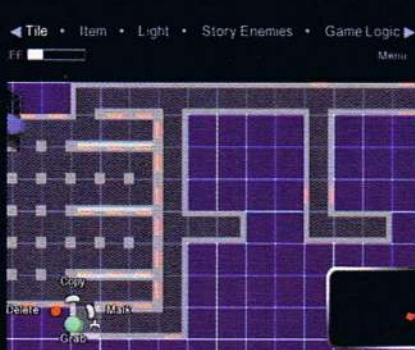 ◀ Tile • Item • Light • Story Enemies • Game Logic ▶
FF
Menu
Copy
Delete
Mark
Grab